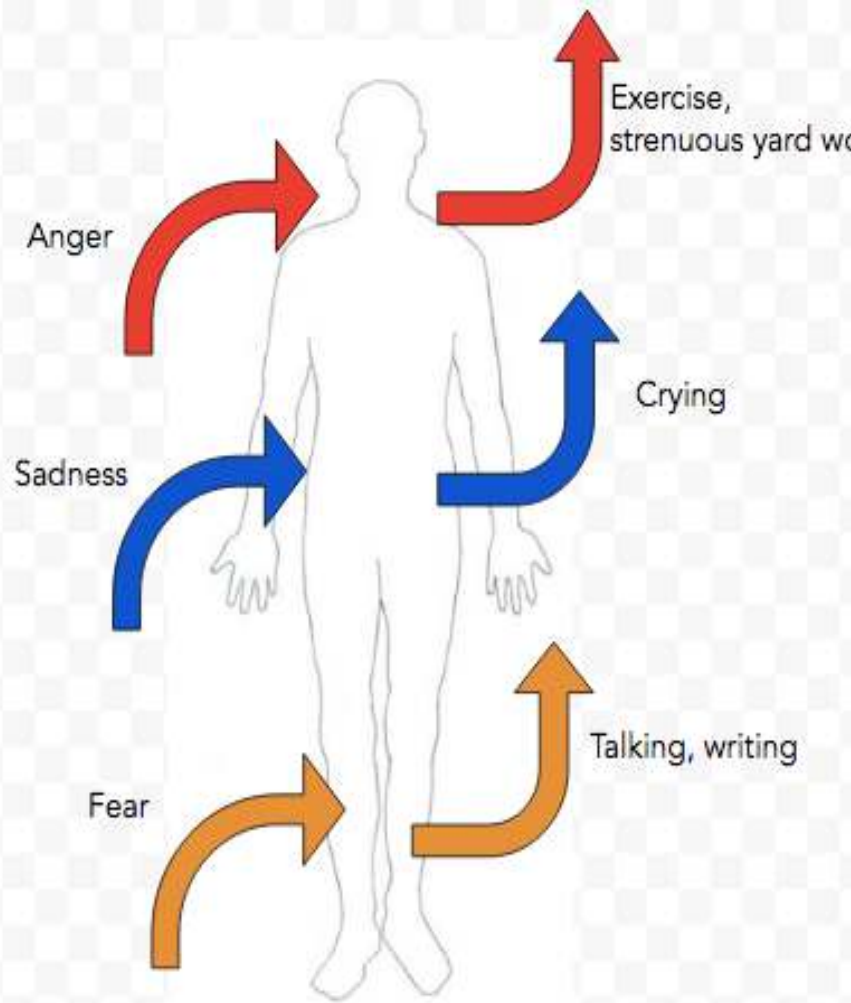 Exercise,
strenuous yard
Anger
Crying
Sadness
Talking, writing
Fear